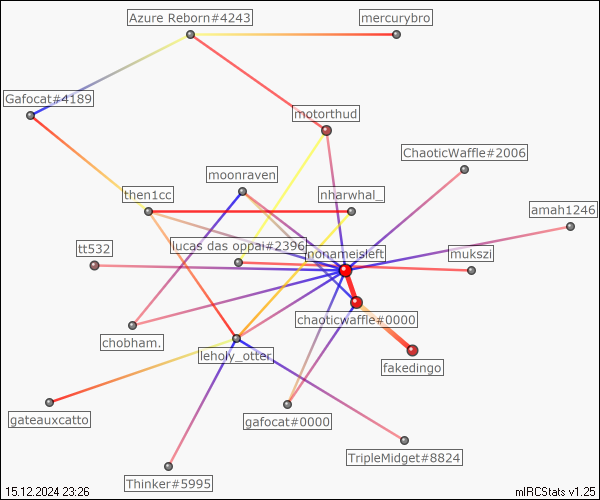 Azure Reborn#4243
mercurybro
Gafocat#4189
motorthud
ChaoticWaffle#2006
moonraven
then1cc
nharwhal_
amah1246
tt532
lucas das oppai#2396
nonameisleft
mukszi
chaoticwaffle#0000
chobham.
leholy_otter
fakedingo
gateauxcatto
gafocat#0000
TripleMidget#8824
Thinker#5995
15.12.2024 23:26
mIRCStats v1.25